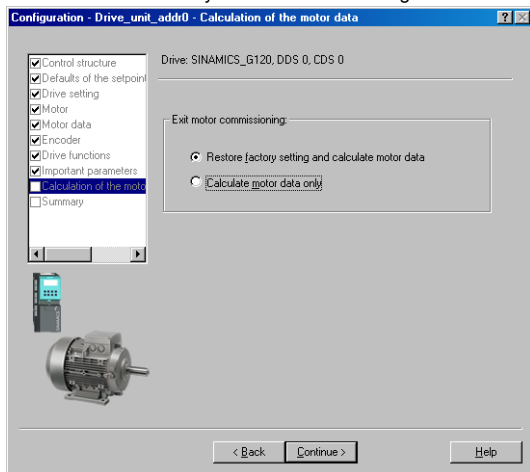 Configuration - Drive_unit_addr0 - Calculation of the motor data
Drive: SINAMICS_G120, DDS 0, CDS 0
Control structure
Defaults of the setpoint
Drive setting
Motor
Motor data
Encoder
Drive functions
Important parameters
Calculation of the moto
Summary
Exit motor commissioning:
Restore factory setting and calculate motor data
Calculate motor data only
< Back
Continue >
Help